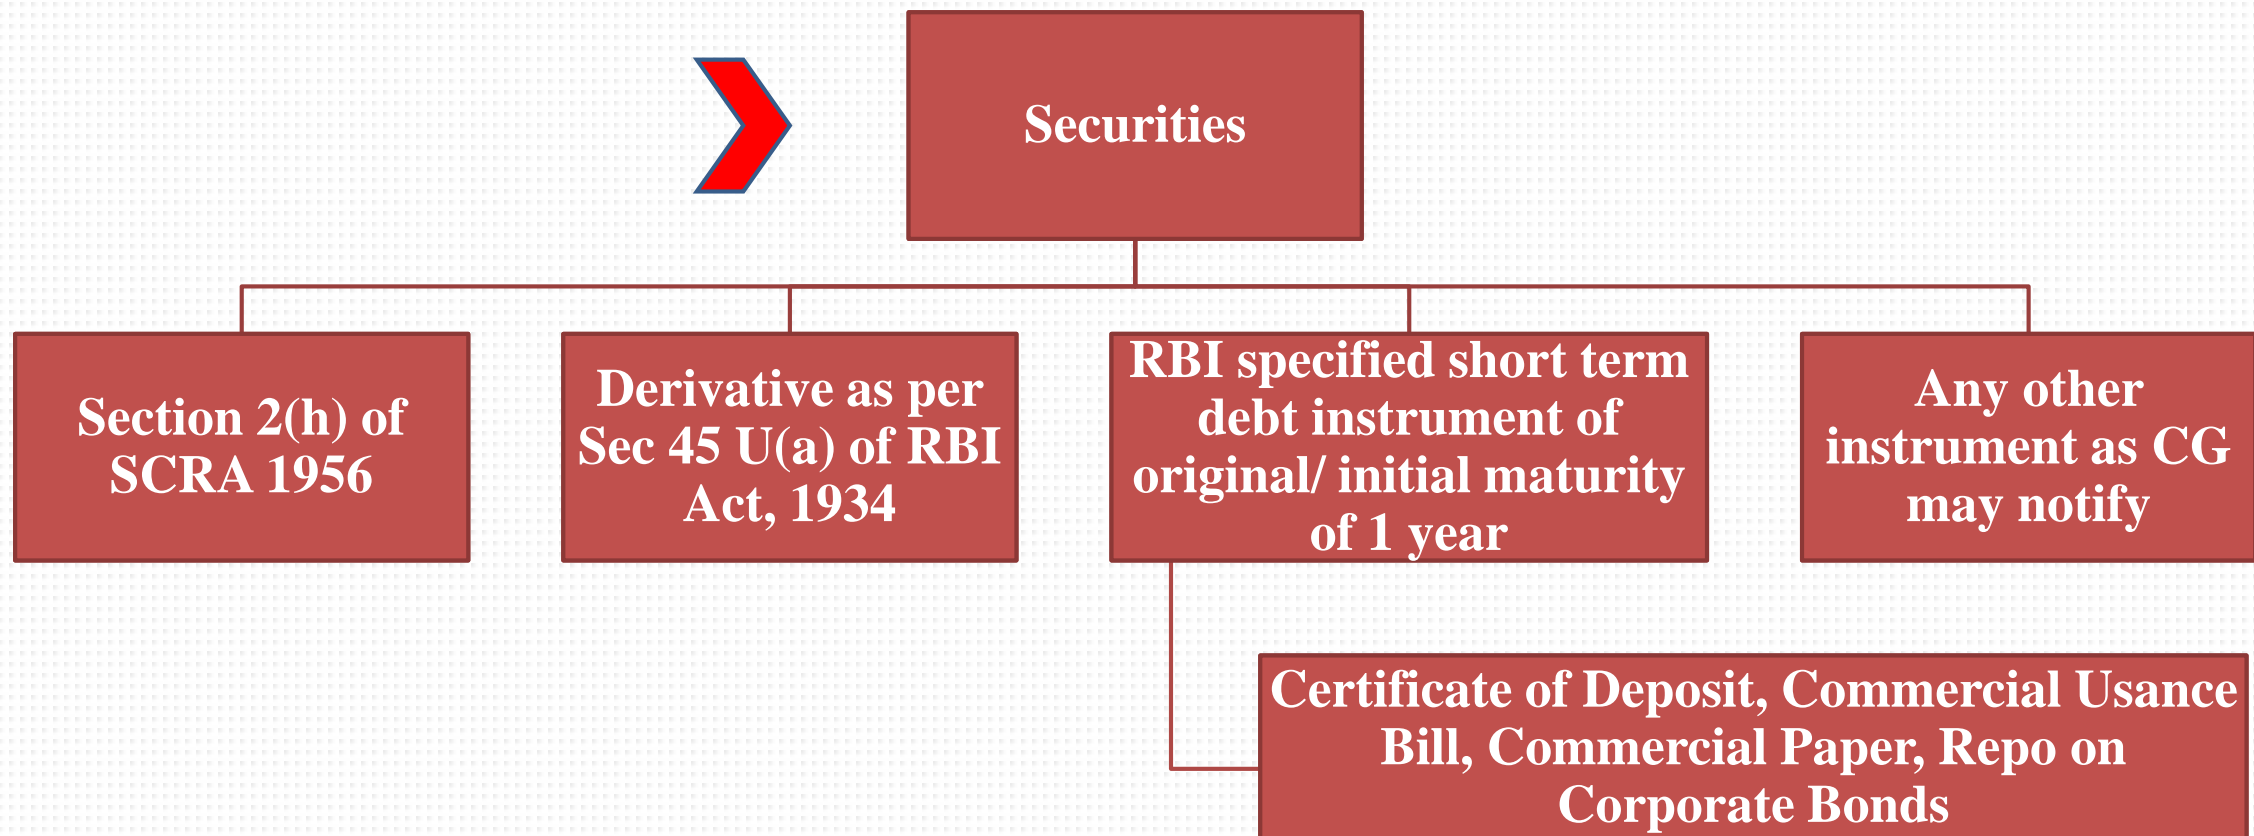 Securities
Section 2(h) of
SCRA 1956
Derivative as per
Sec 45 U(a) of RBI
Act, 1934
RBI specified short term
debt instrument of
original/ initial maturity
of 1 year
Any other
instrument as CG
may notify
Certificate of Deposit, Commercial Usance
Bill, Commercial Paper, Repo on
Corporate Bonds